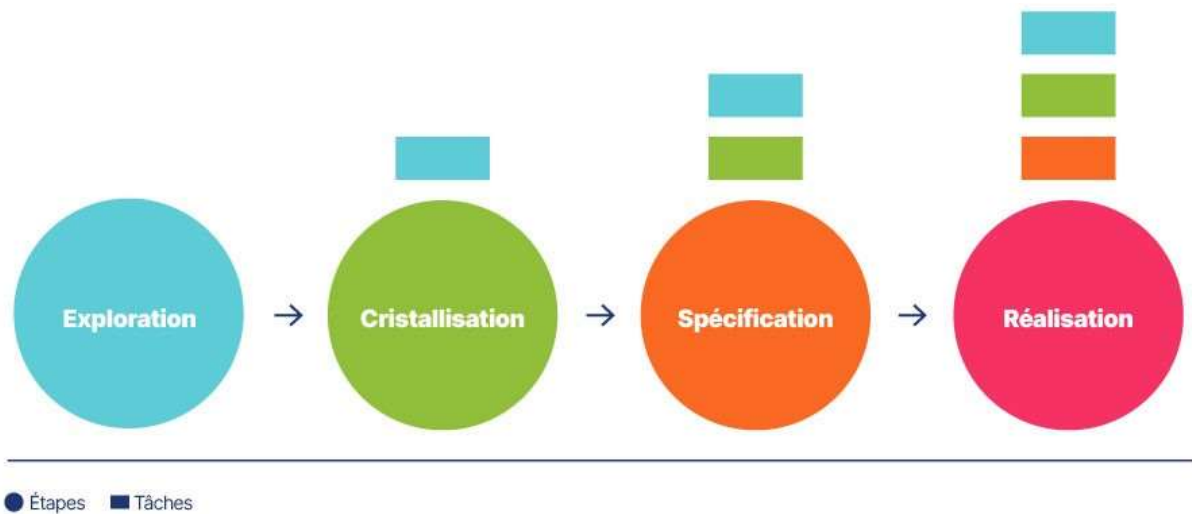 Exploration
Cristallisation
Spécification
Réalisation
Étapes
Tâches